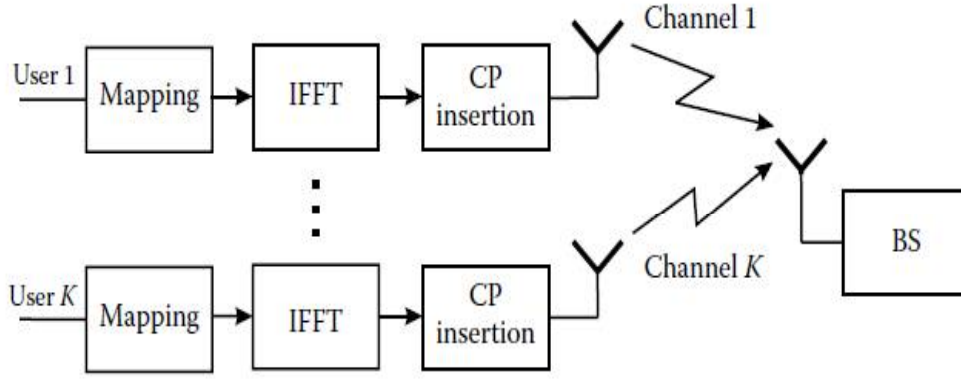 Channel 1
User 1
Mapping
IFFT
CP
insertion
BS
Channel K
User K
Mapping
IFFT
CP
insertion